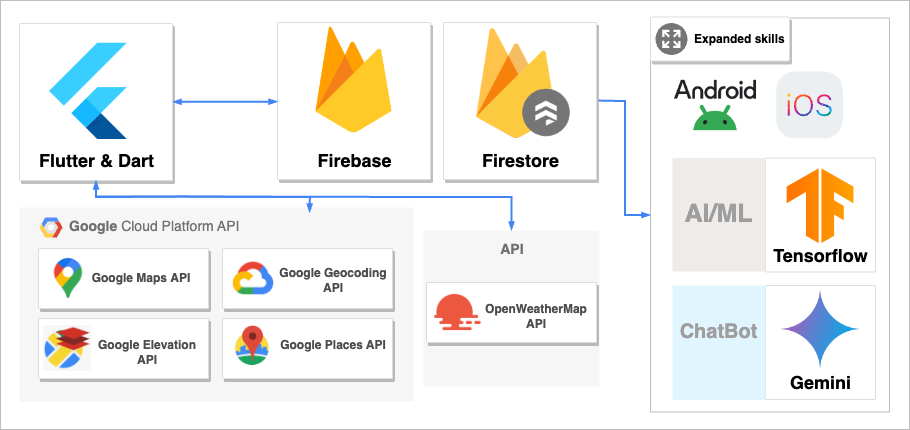 Expanded skills
Flutter & Dart
Firebase
Firestore
Android
iOS
Google Cloud Platform API
Google Maps API
Google Geocoding
API
Google Elevation
API
Google Places API
API
OpenWeatherMap
API
AI/ML
Tensorflow
ChatBot
Gemini